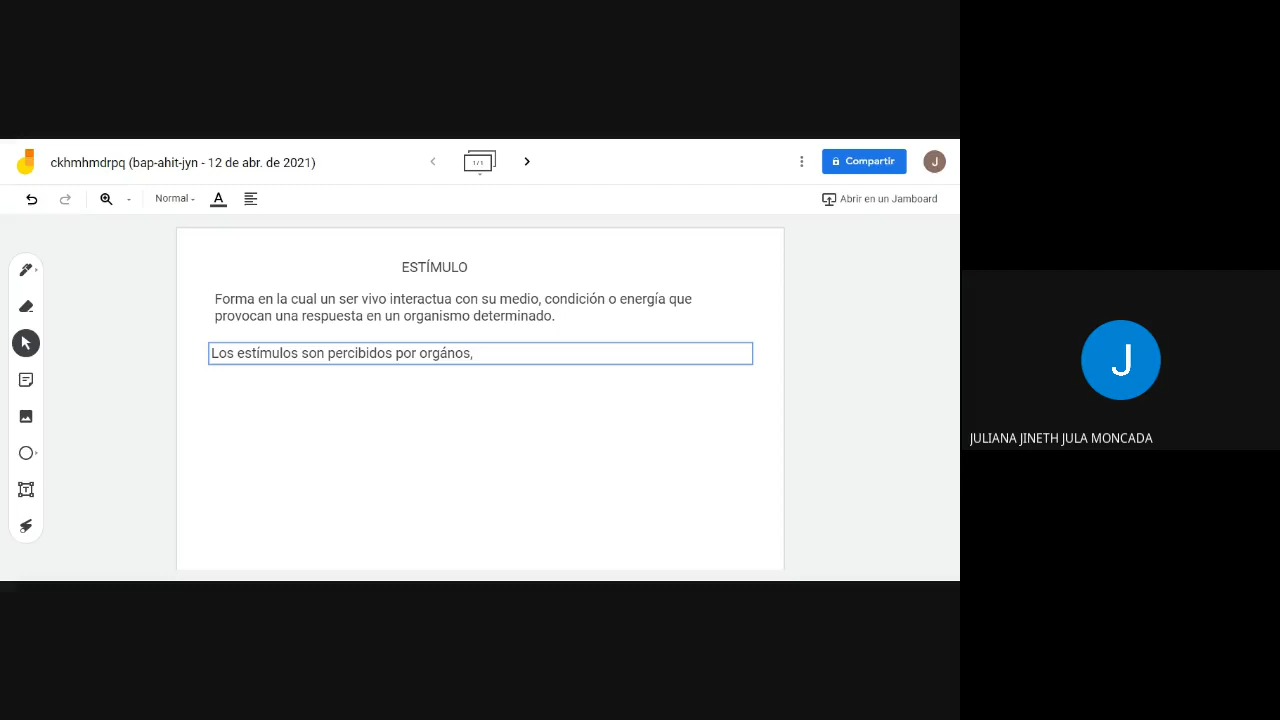 ckhmhmdrpq (bap-ahit-jyn - 12 de abr. de 2021)
1 / 1
Compartir
J
Normal
A
Abrir en un Jamboard
ESTÍMULO
Forma en la cual un ser vivo interactua con su medio, condición o energía que
provocan una respuesta en un organismo determinado.
Los estímulos son percibidos por orgános,
J
JULIANA JINETH JULA MONCADA